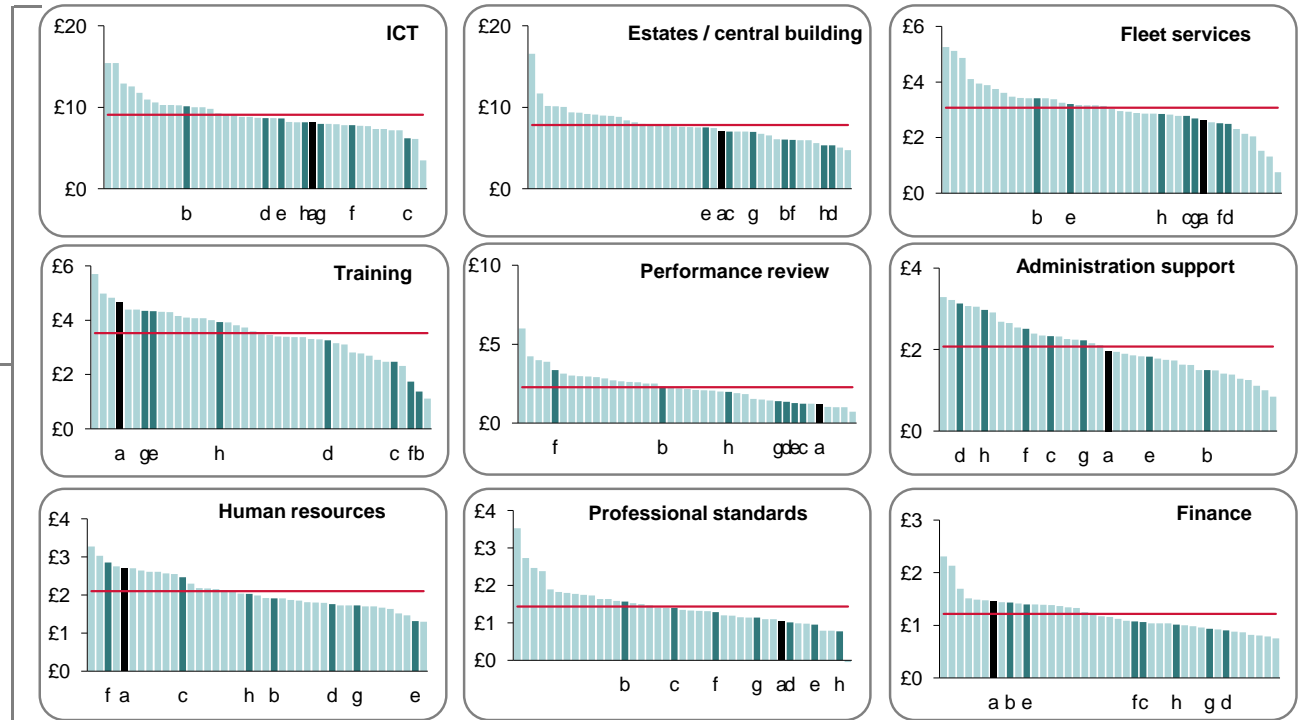 ICT
£20
£10
£0
b d e hag f c
Estates / central building
£20
£10
£0
e ac g bf hd
Fleet services
£6
£4
£2
£0
b e h cga fd
Training
£6
£4
£2
£0
a ge h d c fb
Performance review
£10
£5
£0
f b h gdec a
Administration support
£4
£2
£0
d h f c g a e b
Human resources
£4
£3
£2
£1
£0
f a c h b d g e
Professional standards
£4
£3
£2
£1
£0
b c f g ad e h
Finance
£3
£2
£1
£0
a b e fc h g d